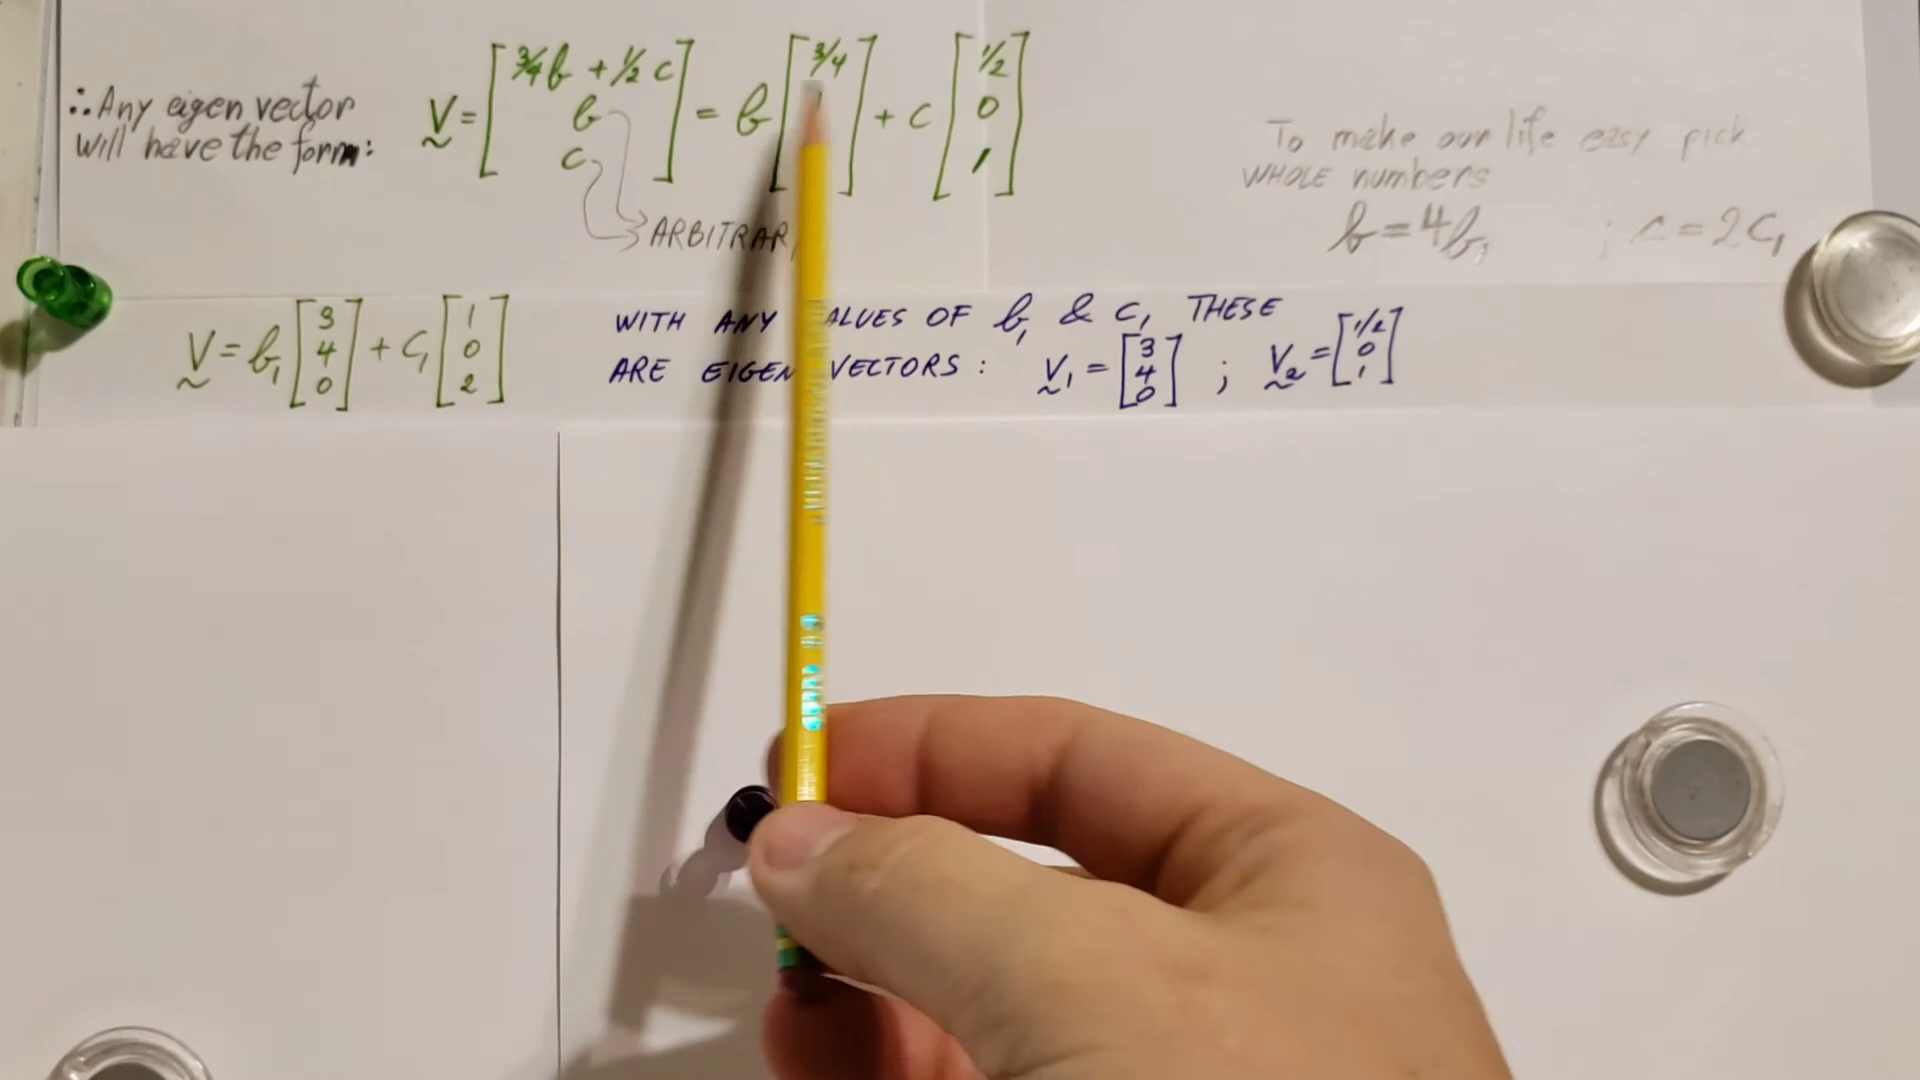 ∴ Any eigen vector
will have the form:
V = [3/4 b + 1/2 c
b
c] = b [3/4
] + c [1/2
0
1]
ARBITRAR
To make our life easy pick
WHOLE numbers
b = 4b₁ ; c = 2C₁
V = b₁ [3
4
0] + C₁ [1
0
2]
WITH ANY ALUES OF b₁ & C₁ THESE
ARE EIGEN VECTORS : V₁ = [3
4
0] ; V₂ = [1/2
0
1]